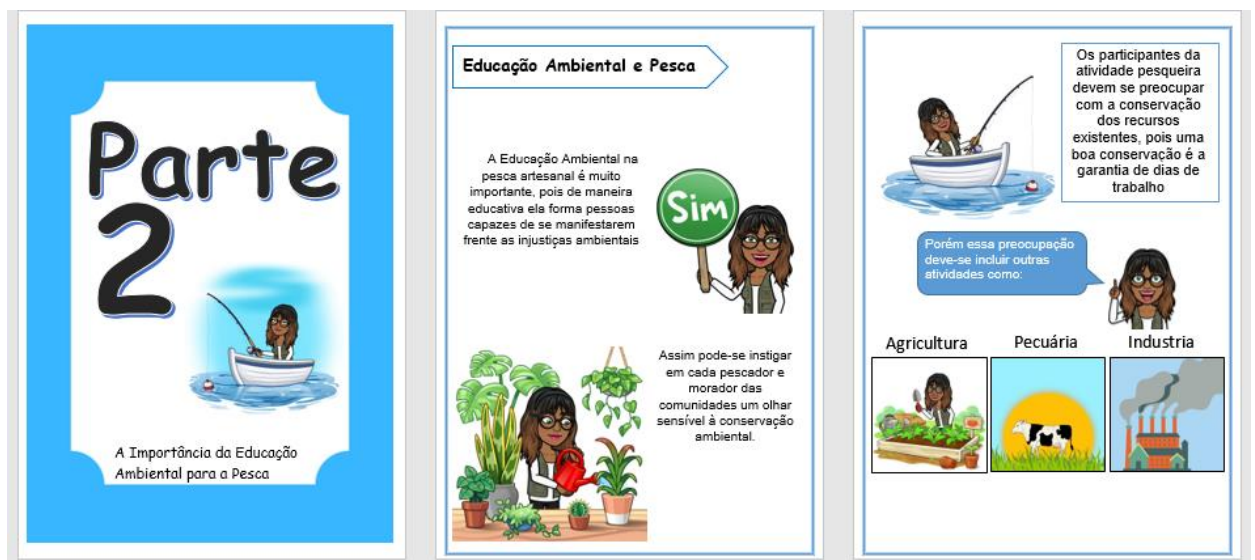 Parte
2
A Importância da Educação
Ambiental para a Pesca
Educação Ambiental e Pesca
A Educação Ambiental na
pesca artesanal é muito
importante, pois de maneira
educativa ela forma pessoas
capazes de se manifestarem
frente as injustiças ambientais
Sim
Assim pode-se instigar
em cada pescador e
morador das
comunidades um olhar
sensível à conservação
ambiental.
Os participantes da
atividade pesqueira
devem se preocupar
com a conservação
dos recursos
existentes, pois uma
boa conservação é a
garantia de dias de
trabalho
Porém essa preocupação
deve-se incluir outras
atividades como:
Agricultura
Pecuária
Industria